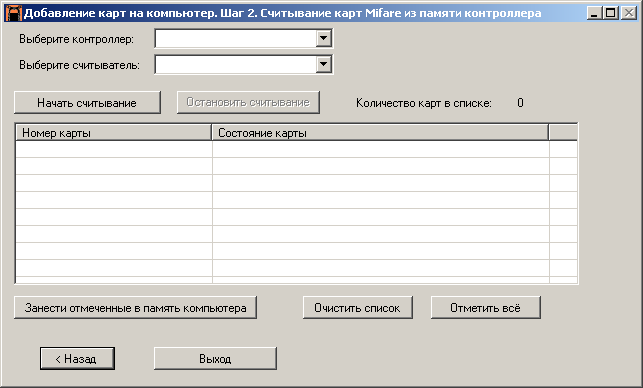 Добавление карт на компьютер. Шаг 2. Считывание карт Mifare из памяти контроллера
Выберите контроллер:
Выберите считыватель:
Начать считывание Остановить считывание Количество карт в списке: 0
Номер карты Состояние карты
Занести отмеченные в память компьютера Очистить список Отметить всё
< Назад Выход